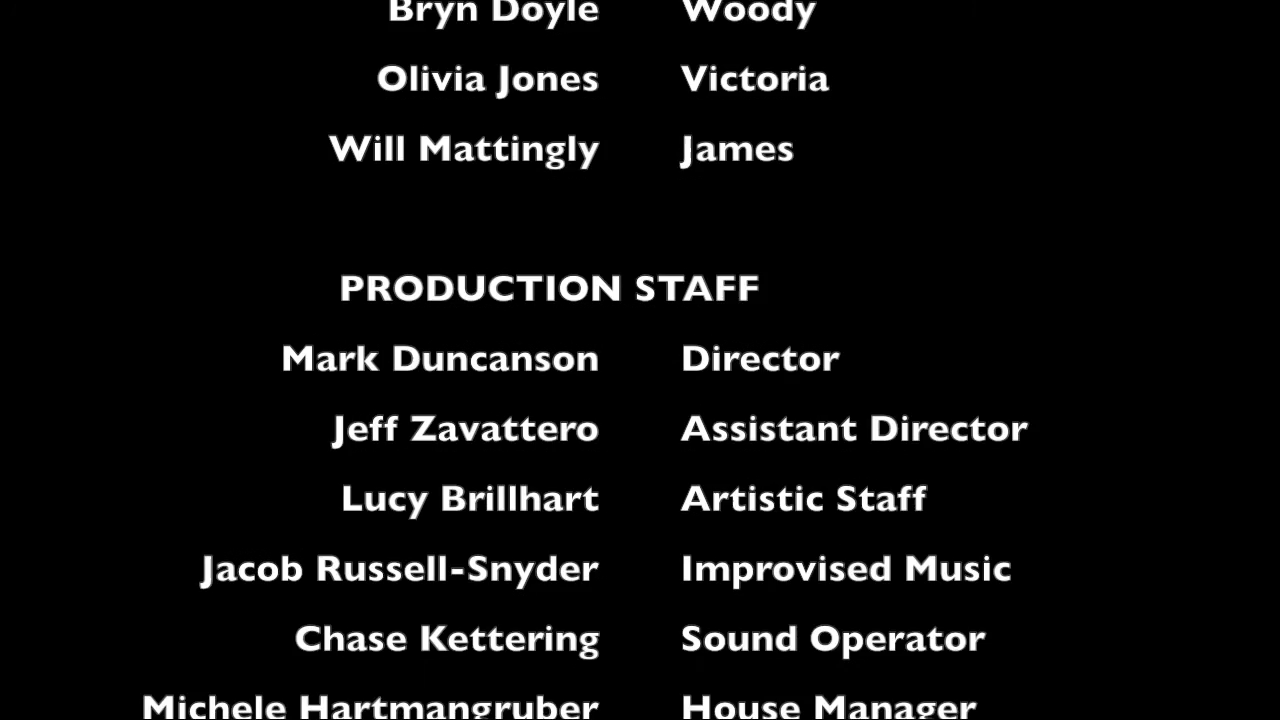 Bryn Doyle Woody
Olivia Jones Victoria
Will Mattingly James
PRODUCTION STAFF
Mark Duncanson Director
Jeff Zavattero Assistant Director
Lucy Brillhart Artistic Staff
Jacob Russell-Snyder Improvised Music
Chase Kettering Sound Operator
Michele Hartmangruber House Manager